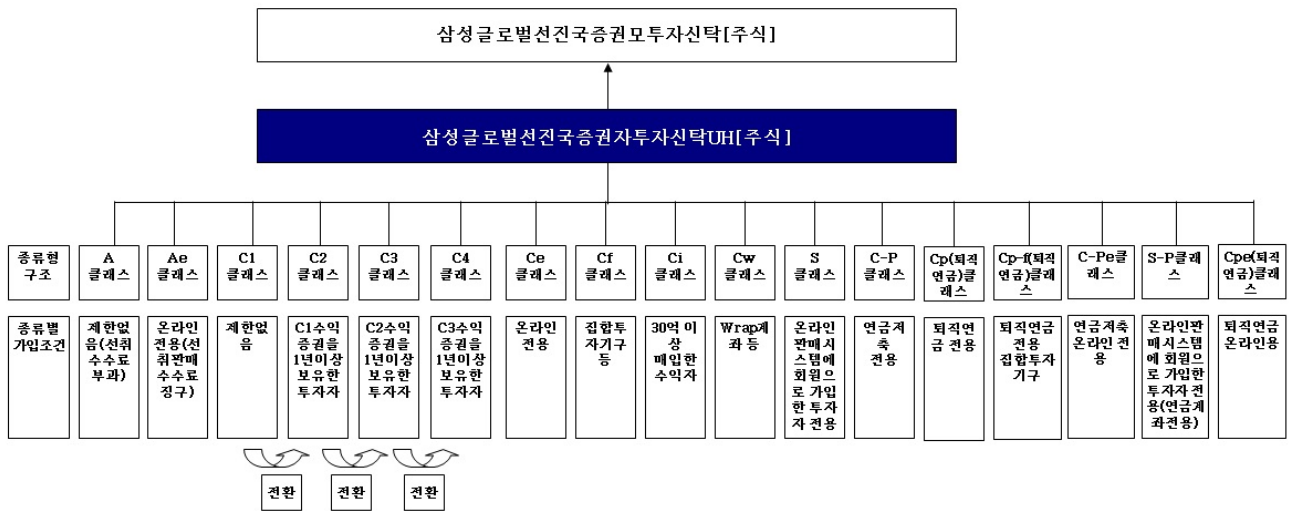 삼성글로벌선진국증권모투자신탁[주식]
삼성글로벌선진국증권자투자신탁UH[주식]
종류형
구조
A
클래스
Ae
클래스
C1
클래스
C2
클래스
C3
클래스
C4
클래스
Ce
클래스
Cf
클래스
Ci
클래스
Cw
클래스
S
클래스
C-P
클래스
Cp(퇴직
연금)클
래스
Cp-f(퇴직
연금)클래스
C-Pe클
래스
S-P클래
스
Cpe(퇴직
연금)클래스
종류별
가입조건
제한없
음(선취
수수료
부과)
온라인
전용(선
취판매
수수료
징구)
제한없
음
C1수익
증권을
1년이상
보유한
투자자
C2수익
증권을
1년이상
보유한
투자자
C3수익
증권을
1년이상
보유한
투자자
온라인
전용
집합투
자기구
등
30억 이
상
매입한
수익자
Wrap계
좌 등
온라인
판매시
스템에
회원으
로 가입
한 투자
자 전용
연금저
축
전용
퇴직연
금 전용
퇴직연금
전용
집합투자
기구
연금저축
온라인 전
용
온라인판
매시스템
에 회원으
로 가입한
투자자 전
용(연금계
좌전용)
퇴직연금
온라인용
전환
전환
전환